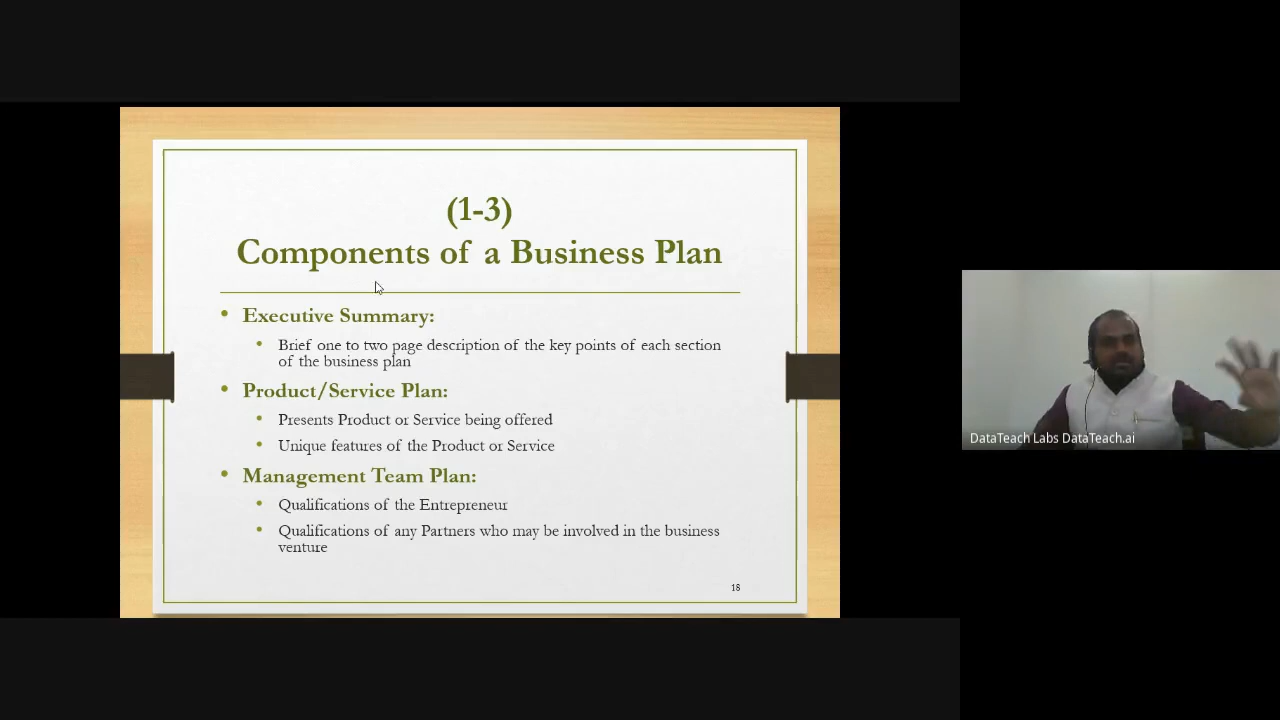 (1-3)
Components of a Business Plan
• Executive Summary:
• Brief one to two page description of the key points of each section
of the business plan
• Product/Service Plan:
• Presents Product or Service being offered
• Unique features of the Product or Service
• Management Team Plan:
• Qualifications of the Entrepreneur
• Qualifications of any Partners who may be involved in the business
venture
18
DataTeach Labs DataTeach.ai